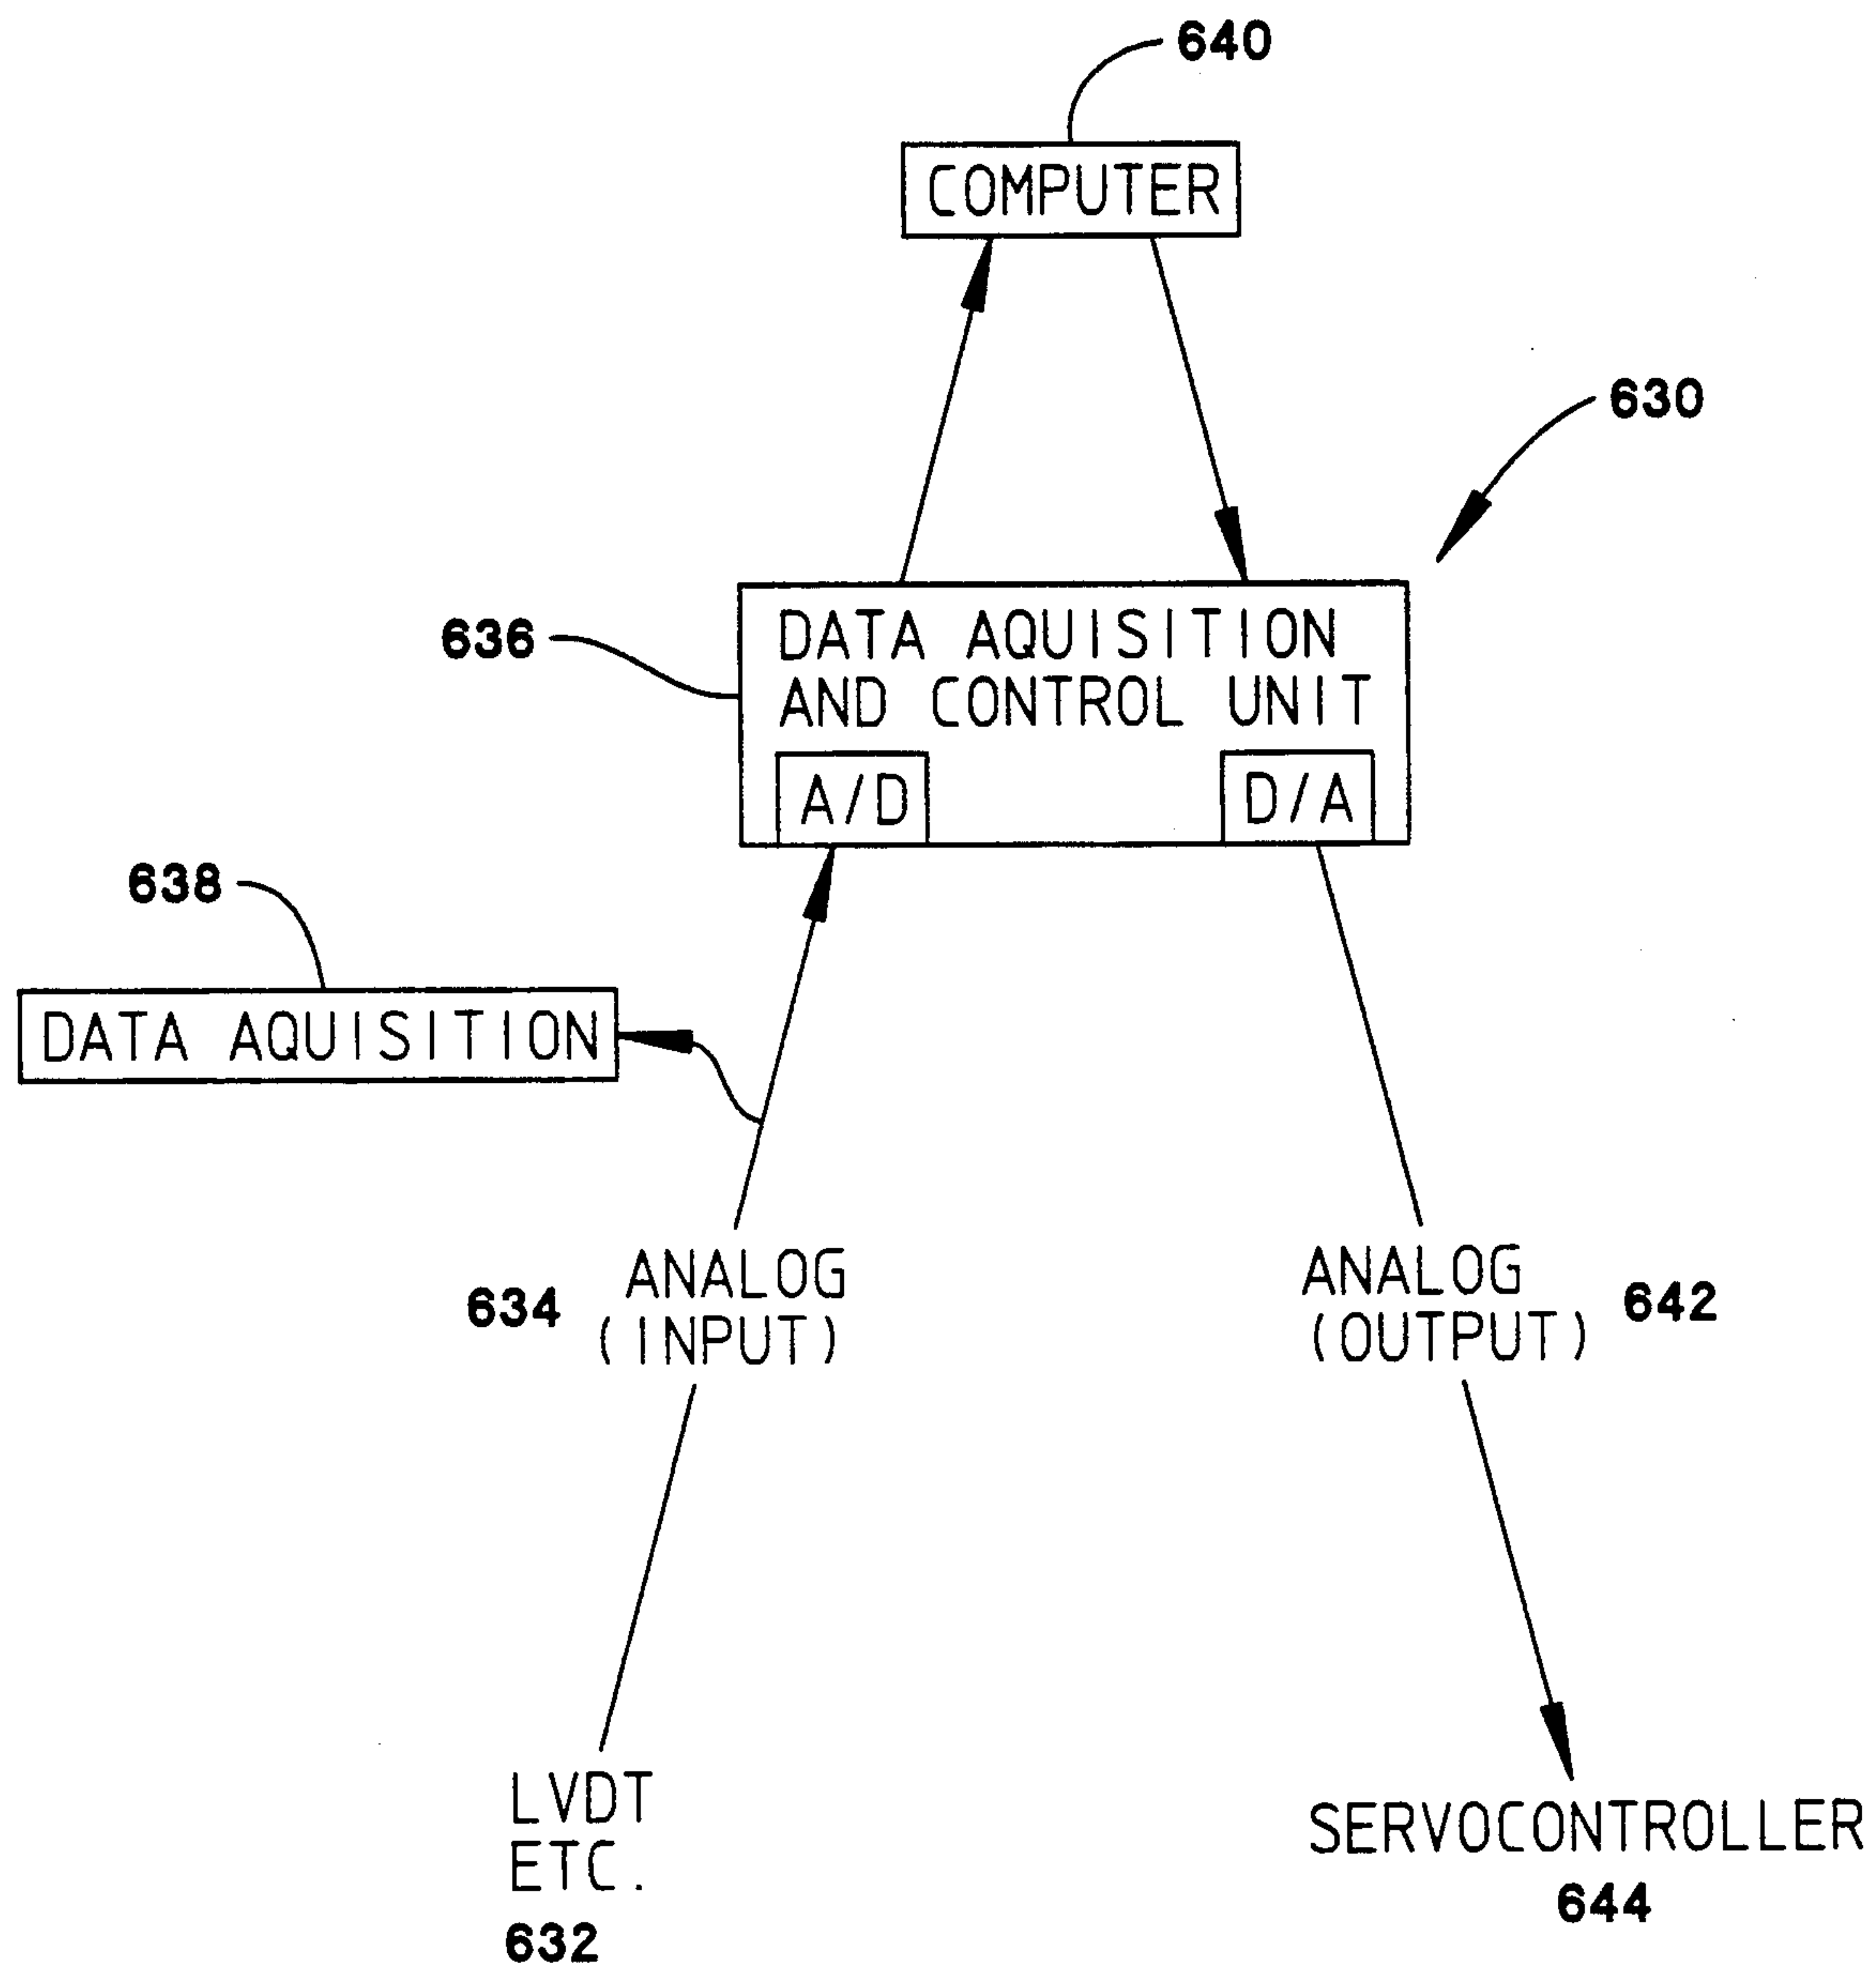 640
COMPUTER
630
636
DATA AQUISITION
AND CONTROL UNIT
A/D
D/A
638
DATA AQUISITION
634
ANALOG
(INPUT)
ANALOG
(OUTPUT)
642
LVDT
ETC.
632
SERVOCONTROLLER
644